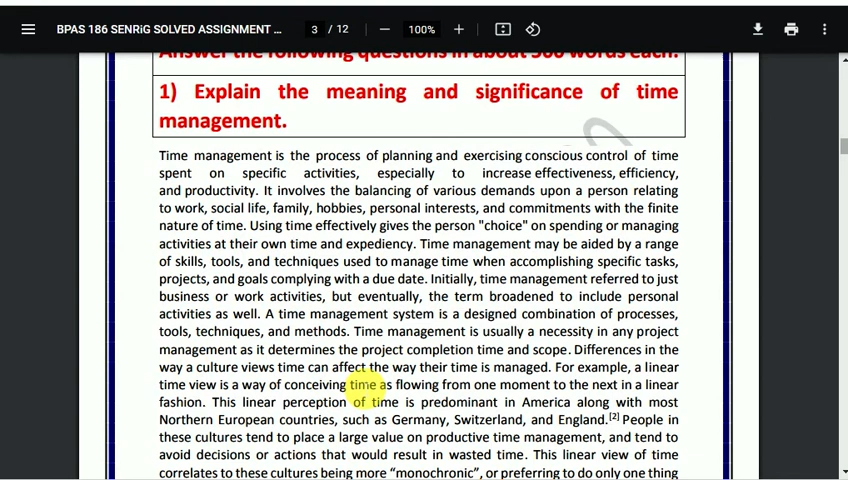 BPAS 186 SENRiG SOLVED ASSIGNMENT ... 3 / 12 100%
Answer the following questions in about 500 words each.
1) Explain the meaning and significance of time
management.
Time management is the process of planning and exercising conscious control of time
spent on specific activities, especially to increase effectiveness, efficiency,
and productivity. It involves the balancing of various demands upon a person relating
to work, social life, family, hobbies, personal interests, and commitments with the finite
nature of time. Using time effectively gives the person "choice" on spending or managing
activities at their own time and expediency. Time management may be aided by a range
of skills, tools, and techniques used to manage time when accomplishing specific tasks,
projects, and goals complying with a due date. Initially, time management referred to just
business or work activities, but eventually, the term broadened to include personal
activities as well. A time management system is a designed combination of processes,
tools, techniques, and methods. Time management is usually a necessity in any project
management as it determines the project completion time and scope. Differences in the
way a culture views time can affect the way their time is managed. For example, a linear
time view is a way of conceiving time as flowing from one moment to the next in a linear
fashion. This linear perception of time is predominant in America along with most
Northern European countries, such as Germany, Switzerland, and England.[2] People in
these cultures tend to place a large value on productive time management, and tend to
avoid decisions or actions that would result in wasted time. This linear view of time
correlates to these cultures being more “monochronic”, or preferring to do only one thing